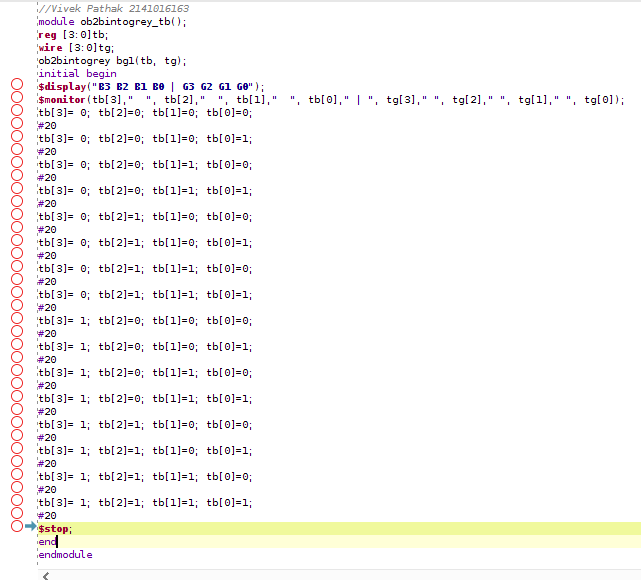 //Vivek Pathak 2141016163
module ob2bintogrey_tb();
reg [3:0]tb;
wire [3:0]tg;
ob2bintogrey bg1(tb, tg);
initial begin
$display("B3 B2 B1 B0 | G3 G2 G1 G0");
$monitor(tb[3],"  ", tb[2],"  ", tb[1],"  ", tb[0]," | ", tg[3]," ", tg[2]," ", tg[1]," ", tg[0]);
tb[3]= 0; tb[2]=0; tb[1]=0; tb[0]=0;
#20
tb[3]= 0; tb[2]=0; tb[1]=0; tb[0]=1;
#20
tb[3]= 0; tb[2]=0; tb[1]=1; tb[0]=0;
#20
tb[3]= 0; tb[2]=0; tb[1]=1; tb[0]=1;
#20
tb[3]= 0; tb[2]=1; tb[1]=0; tb[0]=0;
#20
tb[3]= 0; tb[2]=1; tb[1]=0; tb[0]=1;
#20
tb[3]= 0; tb[2]=1; tb[1]=1; tb[0]=0;
#20
tb[3]= 0; tb[2]=1; tb[1]=1; tb[0]=1;
#20
tb[3]= 1; tb[2]=0; tb[1]=0; tb[0]=0;
#20
tb[3]= 1; tb[2]=0; tb[1]=0; tb[0]=1;
#20
tb[3]= 1; tb[2]=0; tb[1]=1; tb[0]=0;
#20
tb[3]= 1; tb[2]=0; tb[1]=1; tb[0]=1;
#20
tb[3]= 1; tb[2]=1; tb[1]=0; tb[0]=0;
#20
tb[3]= 1; tb[2]=1; tb[1]=0; tb[0]=1;
#20
tb[3]= 1; tb[2]=1; tb[1]=1; tb[0]=0;
#20
tb[3]= 1; tb[2]=1; tb[1]=1; tb[0]=1;
#20
$stop;
end
endmodule